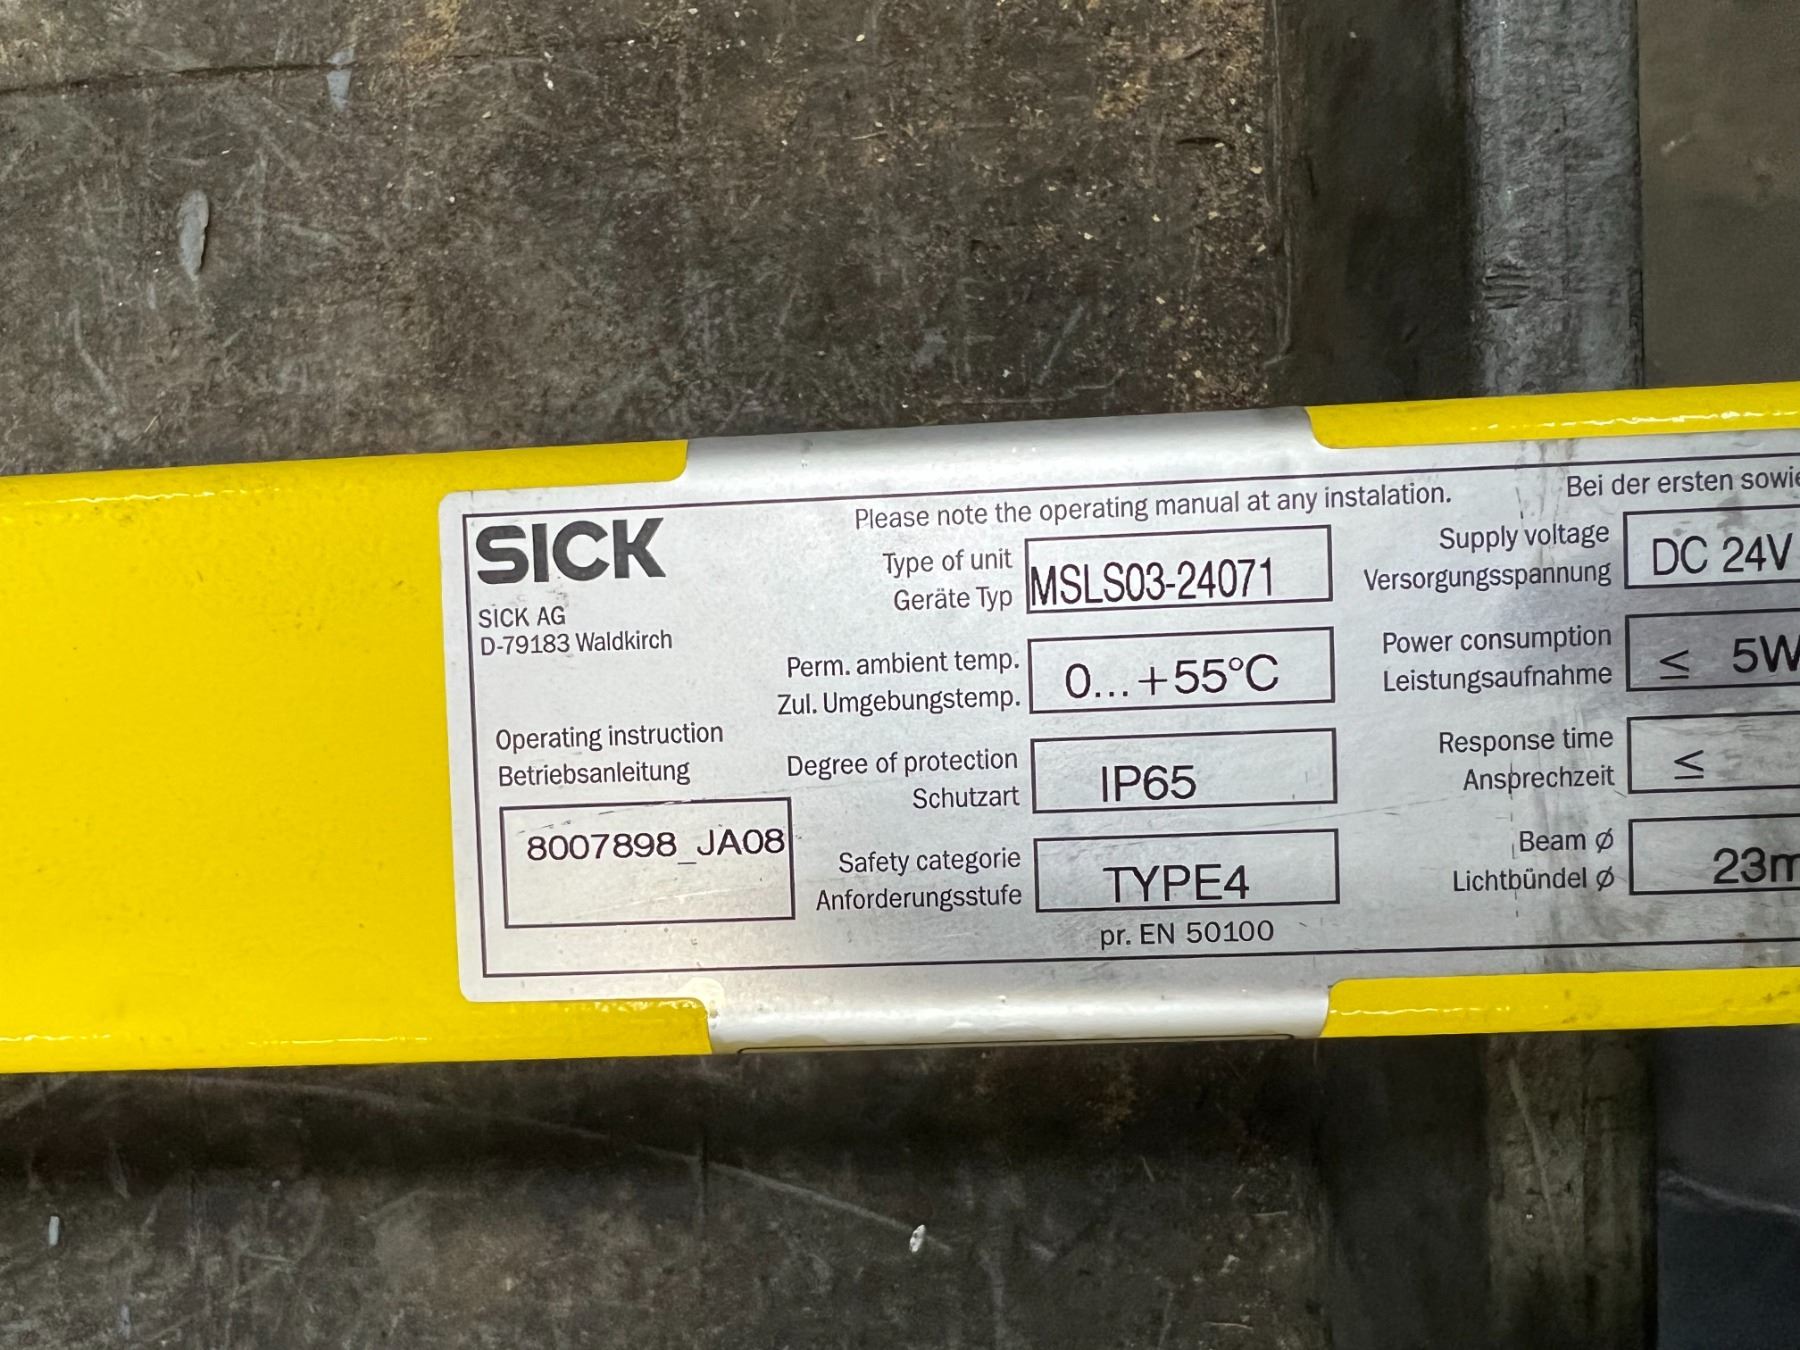 Please note the operating manual at any instalation.
Bei der ersten
SICK
SICK AG
D-79183 Waldkirch
Operating instruction
Betriebsanleitung
8007898_JA08
Type of unit
Geräte Typ
MSLS03-24071
Perm. ambient temp.
Zul. Umgebungstemp.
0...+55°C
Degree of protection
Schutzart
IP65
Safety categorie
Anforderungsstufe
TYPE4
pr. EN 50100
Supply voltage
Versorgungsspannung
DC 24V
Power consumption
Leistungsaufnahme
≤ 5W
Response time
Ansprechzeit
≤
Beam ø
Lichtbündel ø